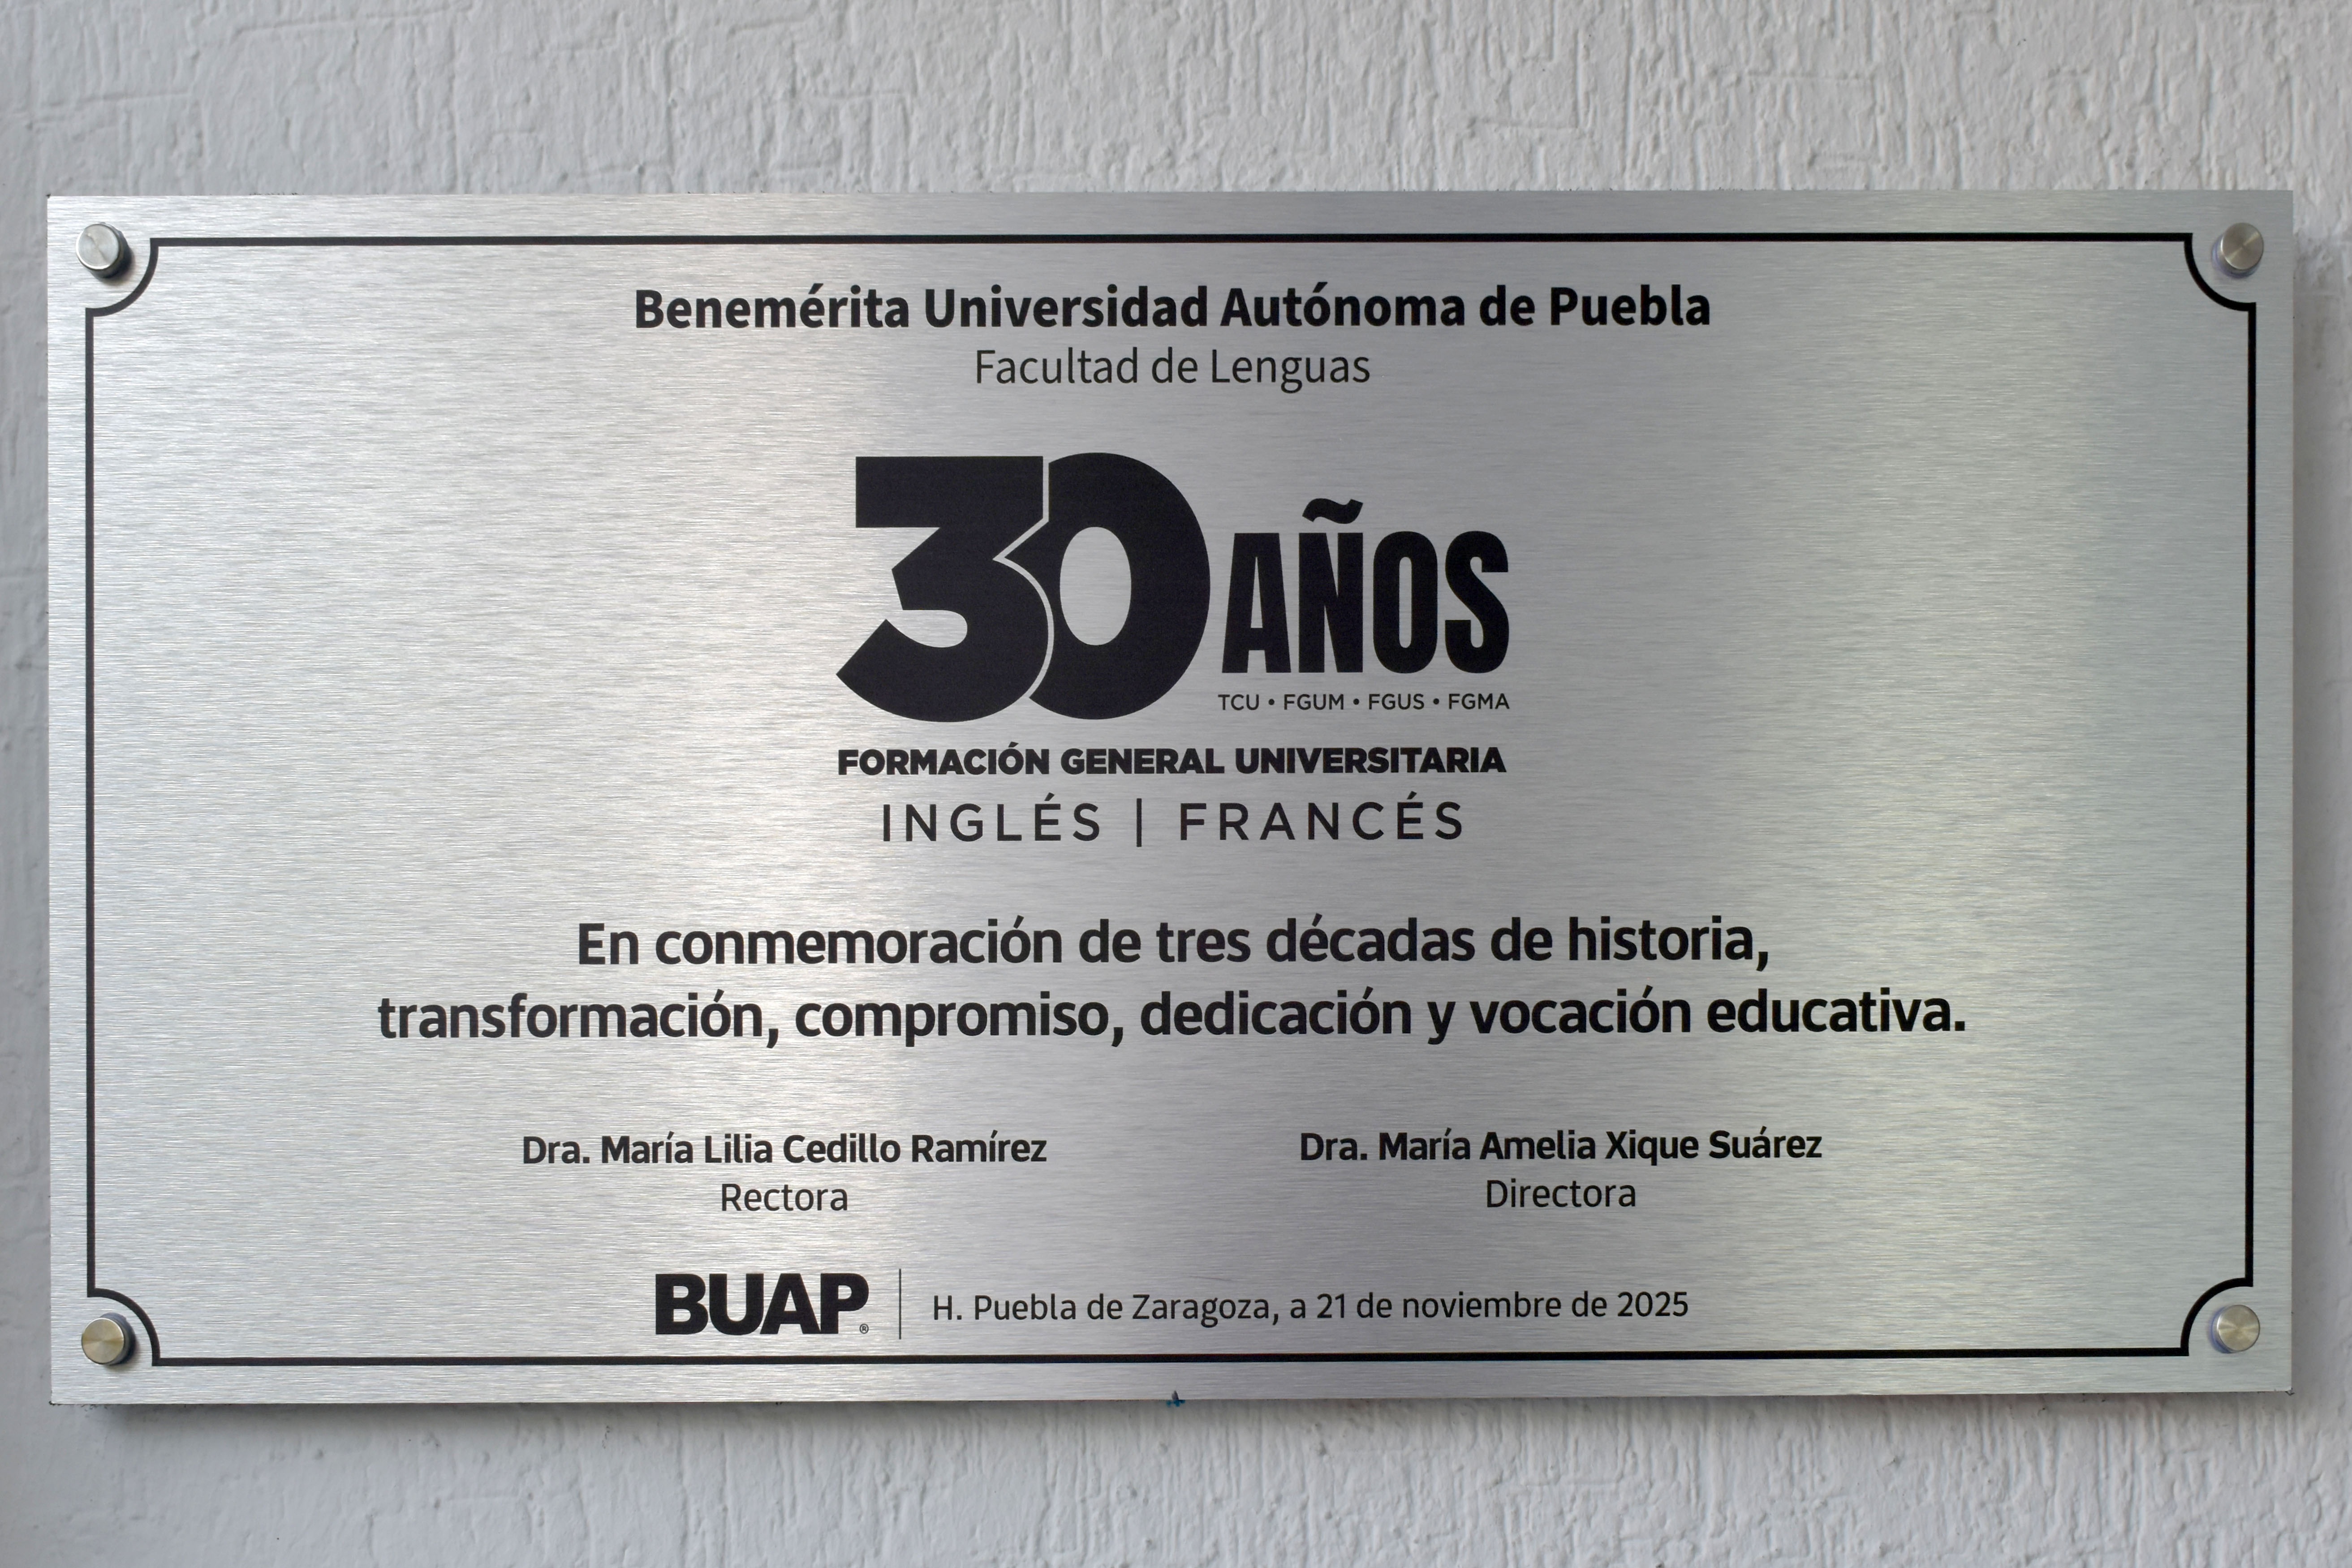 Benemérita Universidad Autónoma de Puebla
Facultad de Lenguas
30 AÑOS
TCU • FGUM • FGUS • FGMA
FORMACIÓN GENERAL UNIVERSITARIA
INGLÉS | FRANCÉS
En conmemoración de tres décadas de historia,
transformación, compromiso, dedicación y vocación educativa.
Dra. María Lilia Cedillo Ramírez
Rectora
Dra. María Amelia Xique Suárez
Directora
BUAP® | H. Puebla de Zaragoza, a 21 de noviembre de 2025